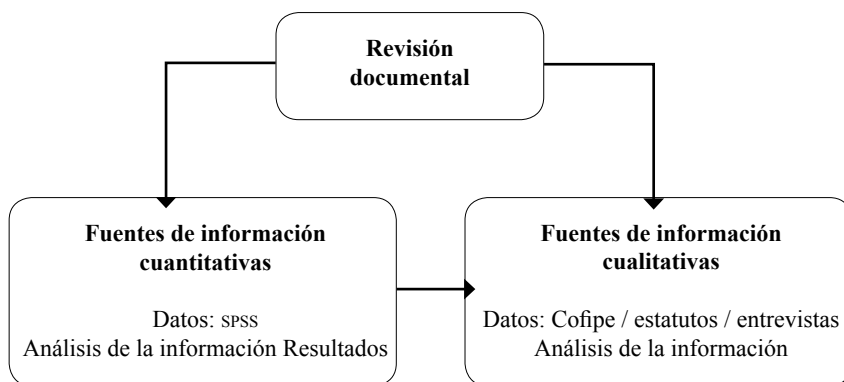 Revisión
documental
Fuentes de información
cuantitativas
Datos: SPSS
Análisis de la información Resultados
Fuentes de información
cualitativas
Datos: Cofipe / estatutos / entrevistas
Análisis de la información